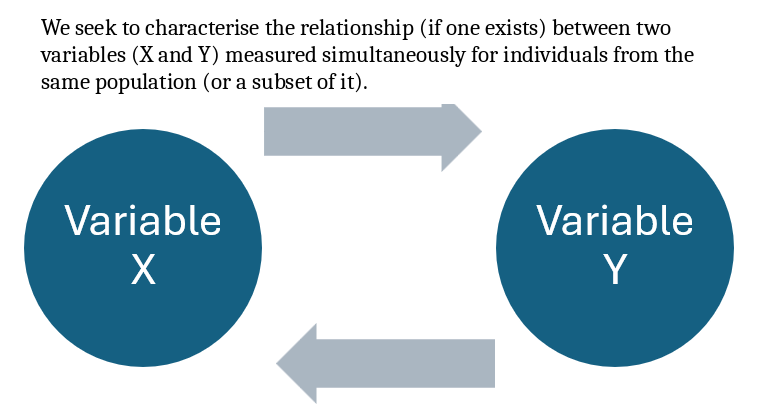 We seek to characterise the relationship (if one exists) between two
variables (X and Y) measured simultaneously for individuals from the
same population (or a subset of it).
Variable
X
Variable
Y